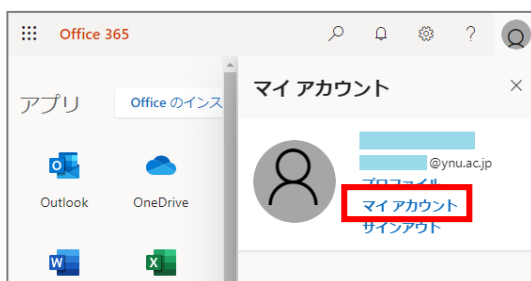 Office 365
?
アプリ
Office のインス
Outlook
OneDrive
マイ アカウント
@ynu.ac.jp
プロファイル
マイ アカウント
サインアウト